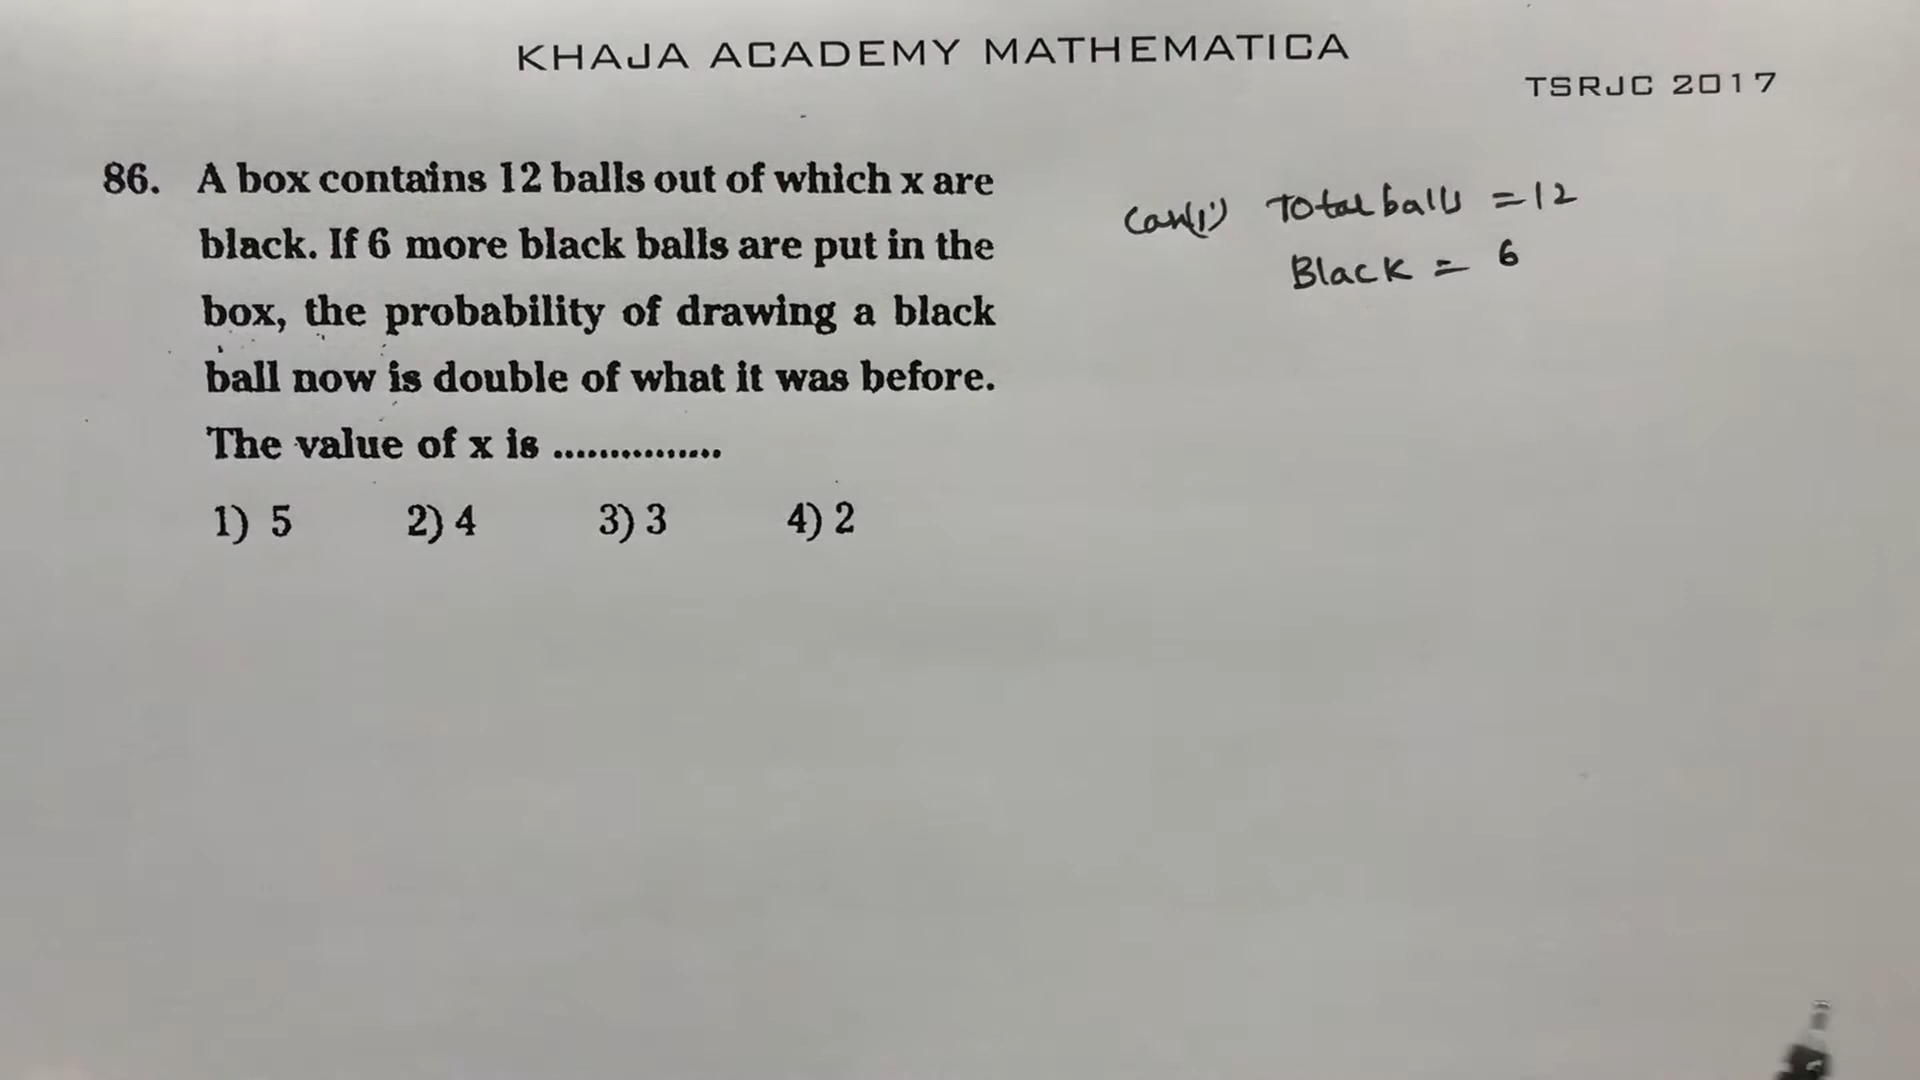 KHAJA ACADEMY MATHEMATICA
TSRJC 2017
86. A box contains 12 balls out of which x are
black. If 6 more black balls are put in the
box, the probability of drawing a black
ball now is double of what it was before.
The value of x is ...............
1) 5 2) 4 3) 3 4) 2
Case(i) Total balls = 12
Black = 6